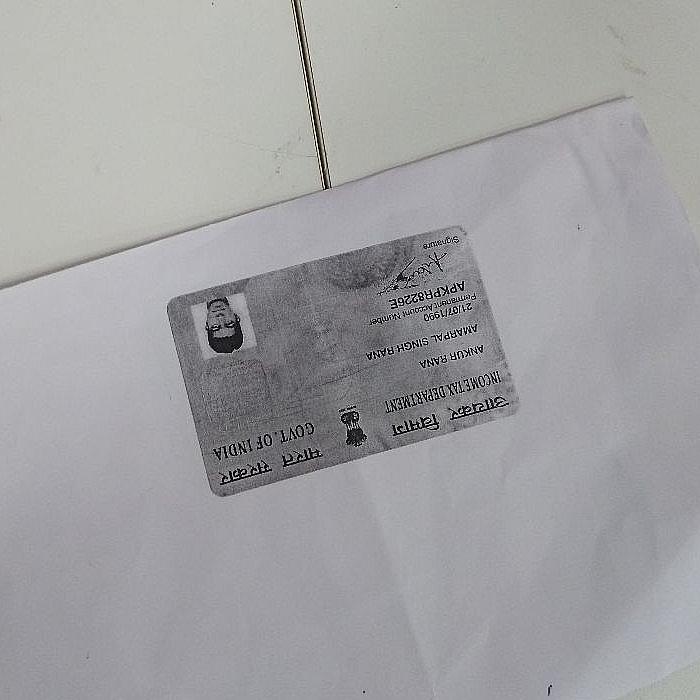 आयकर विभाग
INCOME TAX DEPARTMENT
भारत सरकार
GOVT. OF INDIA
ANKUR RANA
AMARPAL SINGH RANA
21/07/1990
Permanent Account Number
APKPR8226E
Signature